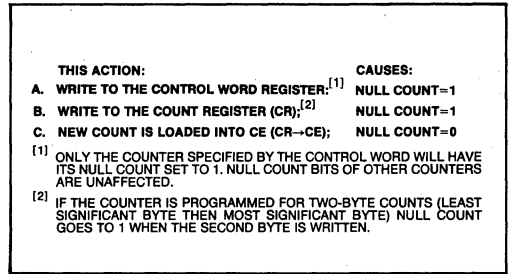 THIS ACTION: CAUSES:
A. WRITE TO THE CONTROL WORD REGISTER:[1] NULL COUNT=1
B. WRITE TO THE COUNT REGISTER (CR);[2] NULL COUNT=1
C. NEW COUNT IS LOADED INTO CE (CR→CE); NULL COUNT=0
[1] ONLY THE COUNTER SPECIFIED BY THE CONTROL WORD WILL HAVE
ITS NULL COUNT SET TO 1. NULL COUNT BITS OF OTHER COUNTERS
ARE UNAFFECTED.
[2] IF THE COUNTER IS PROGRAMMED FOR TWO-BYTE COUNTS (LEAST
SIGNIFICANT BYTE THEN MOST SIGNIFICANT BYTE) NULL COUNT
GOES TO 1 WHEN THE SECOND BYTE IS WRITTEN.